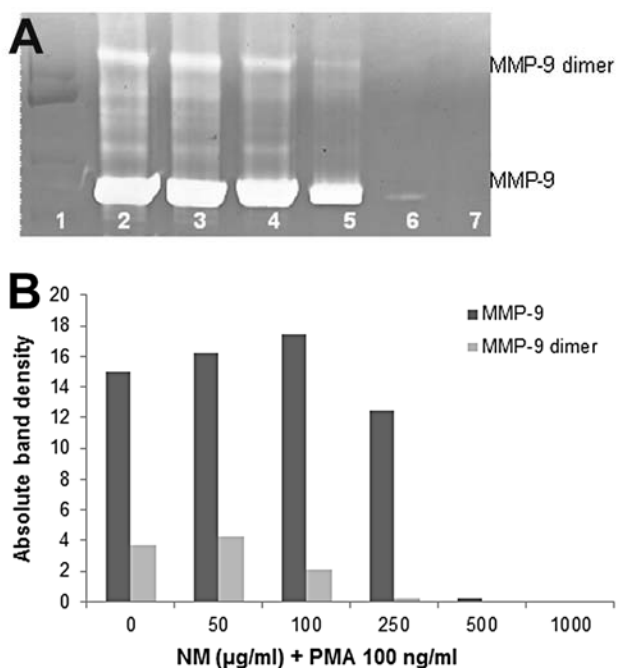 A
MMP-9 dimer
MMP-9
1 2 3 4 5 6 7
B
20
18
16
14
12
10
8
6
4
2
0
Absolute band density
MMP-9
MMP-9 dimer
0 50 100 250 500 1000
NM (µg/ml) + PMA 100 ng/ml